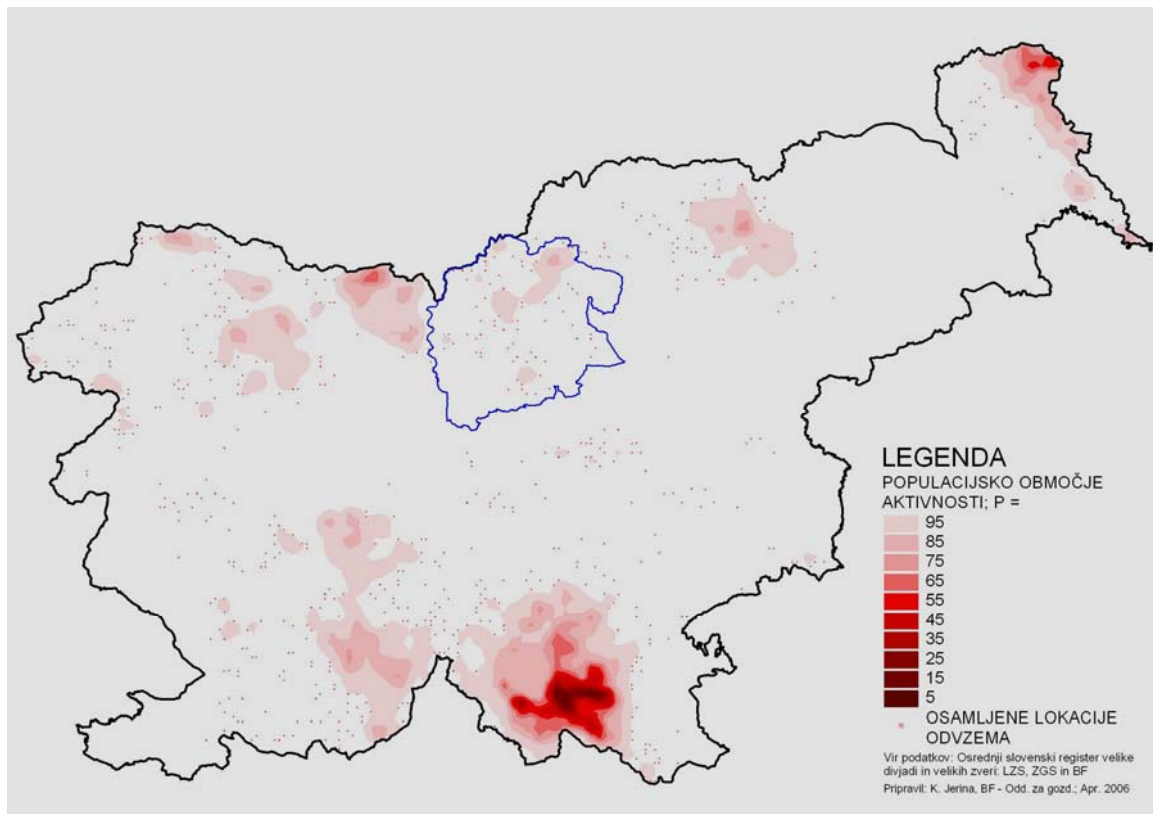 LEGENDA
POPULACIJSKO OBMOČJE
AKTIVNOSTI; P =
95
85
75
65
55
45
35
25
15
5
OSAMLJENE LOKACIJE
ODVZEMA
Vir podatkov: Osrednji slovenski register velike
divjadi in velikih zveri: LZS, ZGS in BF
Pripravil: K. Jerina, BF - Odd. za gozd.; Apr. 2006